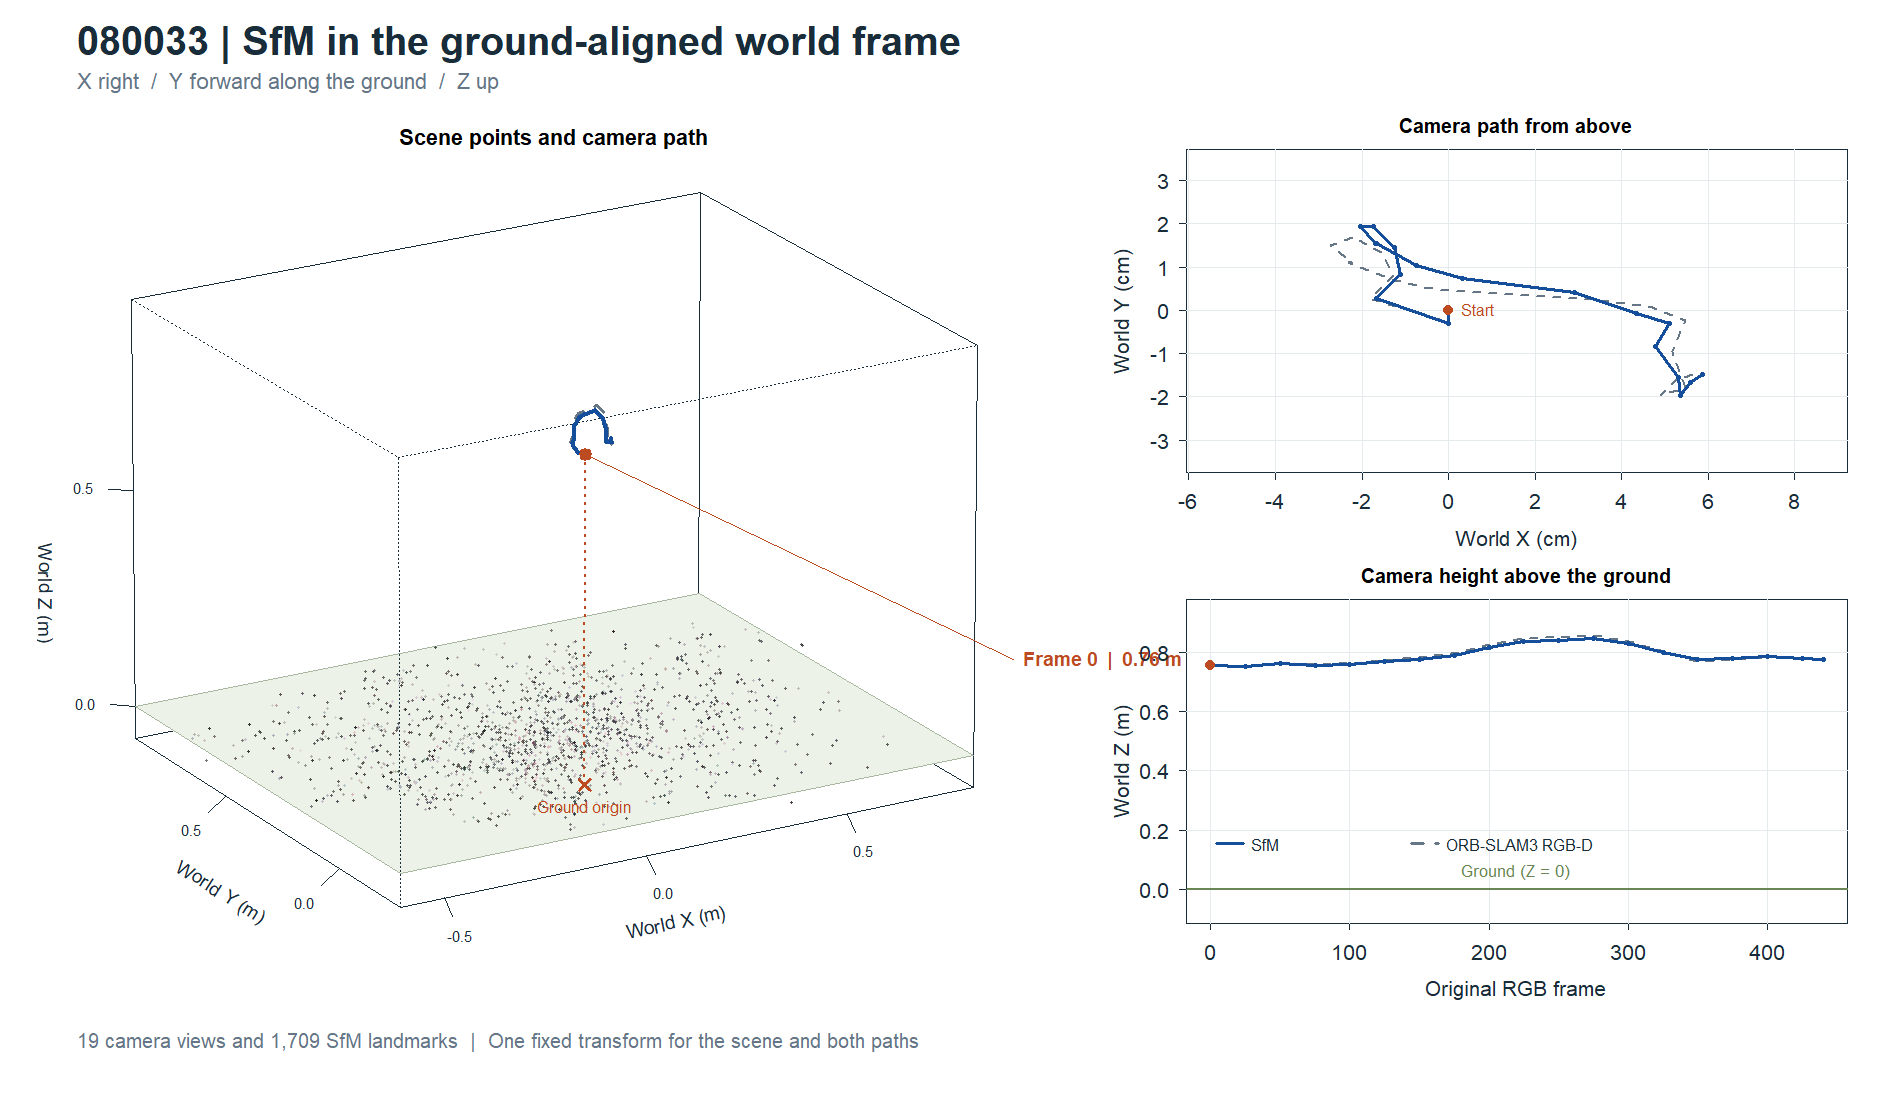 080033 | SfM in the ground-aligned world frame
X right / Y forward along the ground / Z up
Scene points and camera path
0.5
0.0
World Z (m)
0.5
0.0
World Y (m)
-0.5
0.0
0.5
World X (m)
Ground origin
Frame 0 | 0.76 m
Camera path from above
3
2
1
0
-1
-2
-3
World Y (cm)
Start
-6
-4
-2
0
2
4
6
8
World X (cm)
Camera height above the ground
0.8
0.6
0.4
0.2
0.0
World Z (m)
SfM
ORB-SLAM3 RGB-D
Ground (Z = 0)
0
100
200
300
400
Original RGB frame
19 camera views and 1,709 SfM landmarks | One fixed transform for the scene and both paths